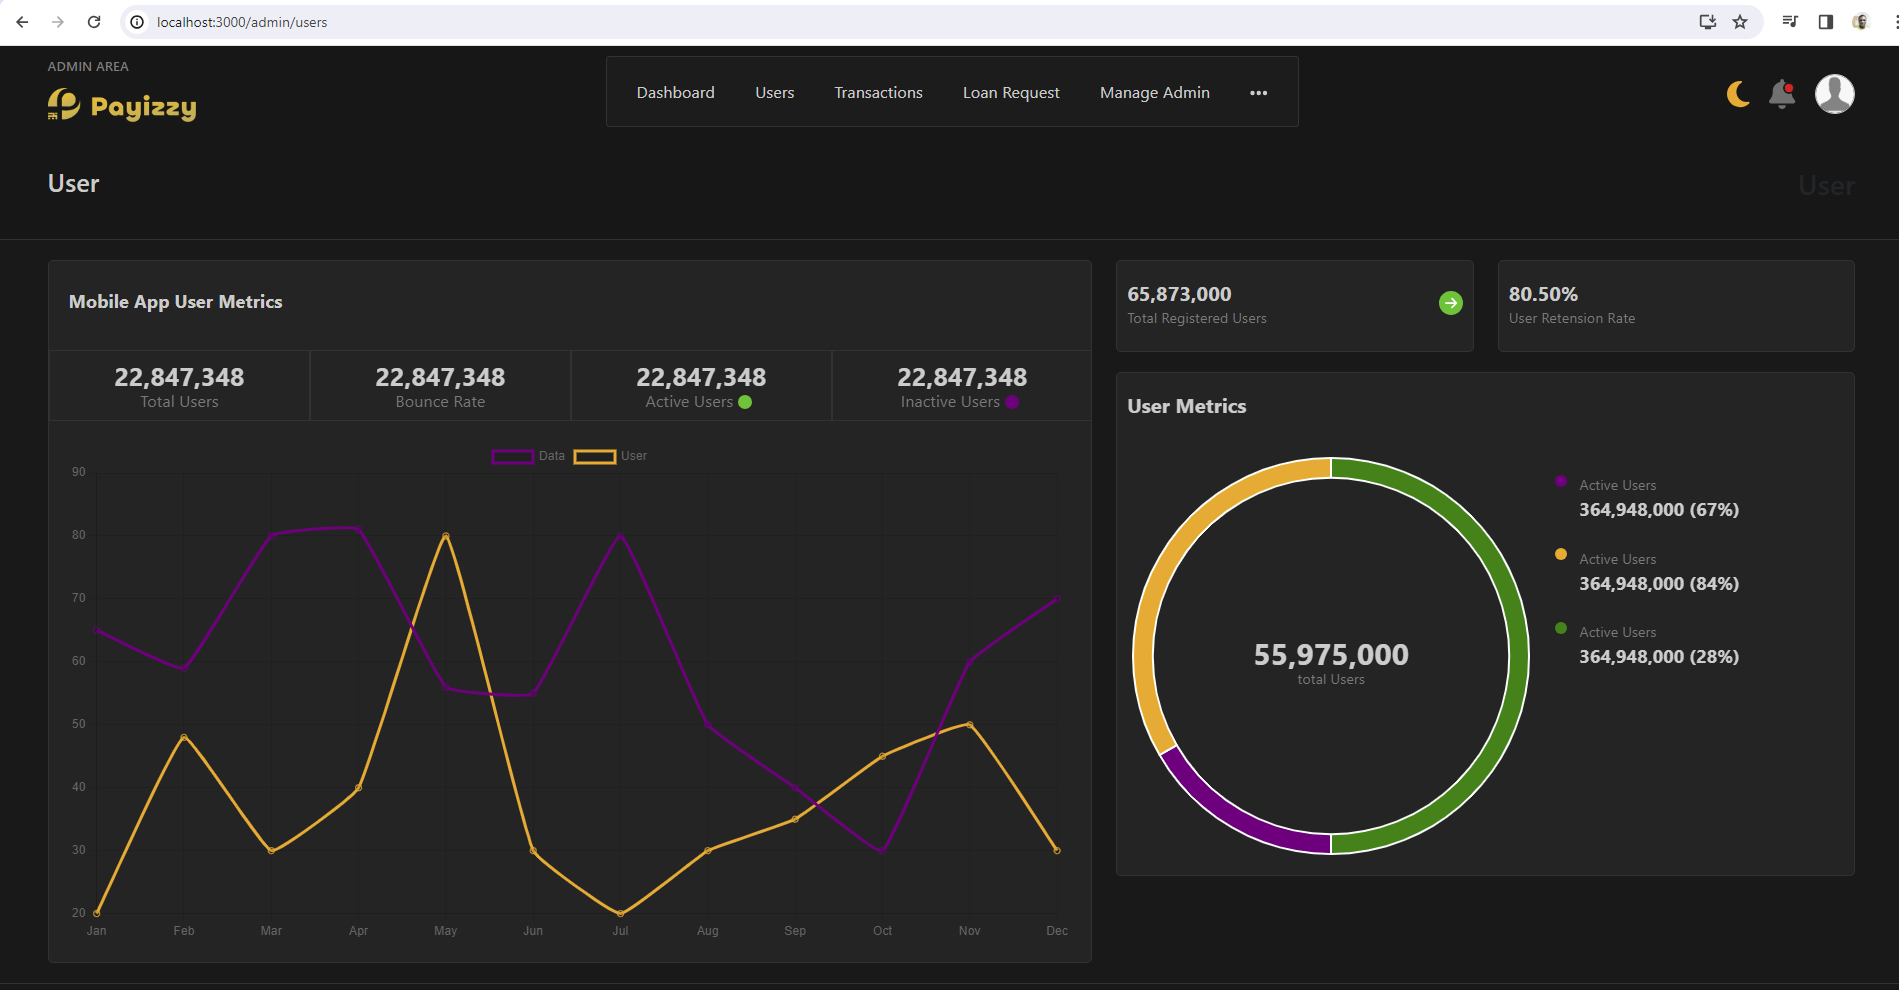 localhost:3000/admin/users
ADMIN AREA
Payizzy
Dashboard Users Transactions Loan Request Manage Admin •••
User
User
Mobile App User Metrics
22,847,348
Total Users
22,847,348
Bounce Rate
22,847,348
Active Users
22,847,348
Inactive Users
Data User
90
80
70
60
50
40
30
20
Jan Feb Mar Apr May Jun Jul Aug Sep Oct Nov Dec
65,873,000
Total Registered Users
80.50%
User Retension Rate
User Metrics
55,975,000
total Users
Active Users
364,948,000 (67%)
Active Users
364,948,000 (84%)
Active Users
364,948,000 (28%)